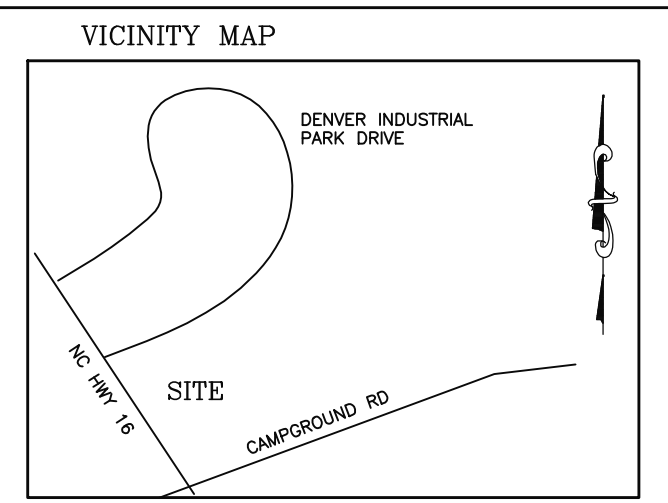 VICINITY MAP
DENVER INDUSTRIAL
PARK DRIVE
NC HWY 16
SITE
CAMPGROUND RD